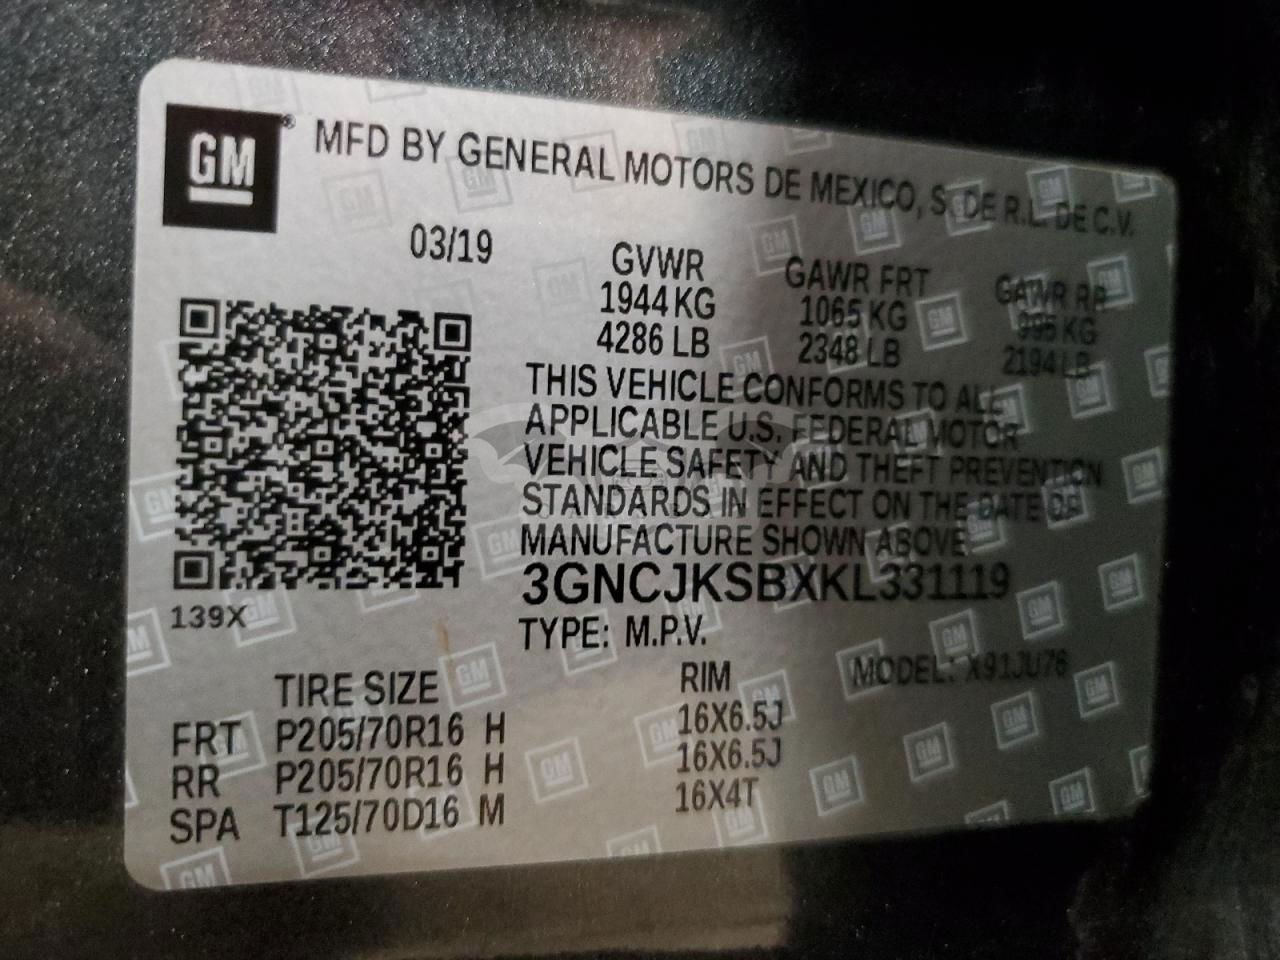 GM® MFD BY GENERAL MOTORS DE MEXICO, S. DE R.L. DE C.V.
03/19 GVWR GAWR FRT GAWR RR
1944 KG 1065 KG 995 KG
4286 LB 2348 LB 2194 LB
THIS VEHICLE CONFORMS TO ALL
APPLICABLE U.S. FEDERAL MOTOR
VEHICLE SAFETY AND THEFT PREVENTION
STANDARDS IN EFFECT ON THE DATE OF
MANUFACTURE SHOWN ABOVE.
3GNCJKSBXKL331119
139X
TYPE: M.P.V. MODEL: X91JU76
TIRE SIZE RIM
FRT P205/70R16 H 16X6.5J
RR P205/70R16 H 16X6.5J
SPA T125/70D16 M 16X4T